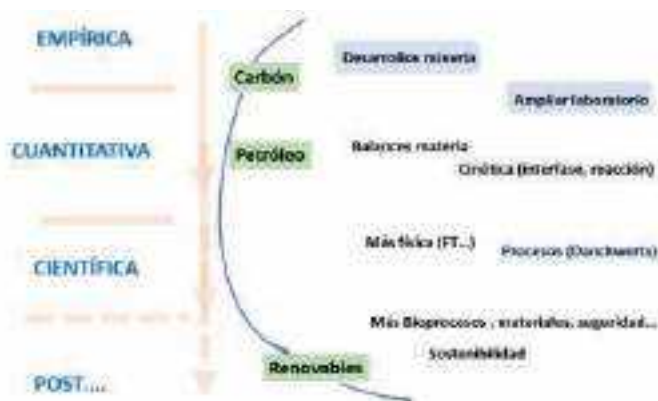 EMPÍRICA
Carbón
Desarrollos minería
Ampliar laboratorio
CUANTITATIVA
Petróleo
Balances materia
Cinética (interfase, reacción)
Más física (FT...)
Procesos (Danckwerts)
CIENTÍFICA
Más Bioprocesos, materiales, seguridad...
Sostenibilidad
Renovables
POST....